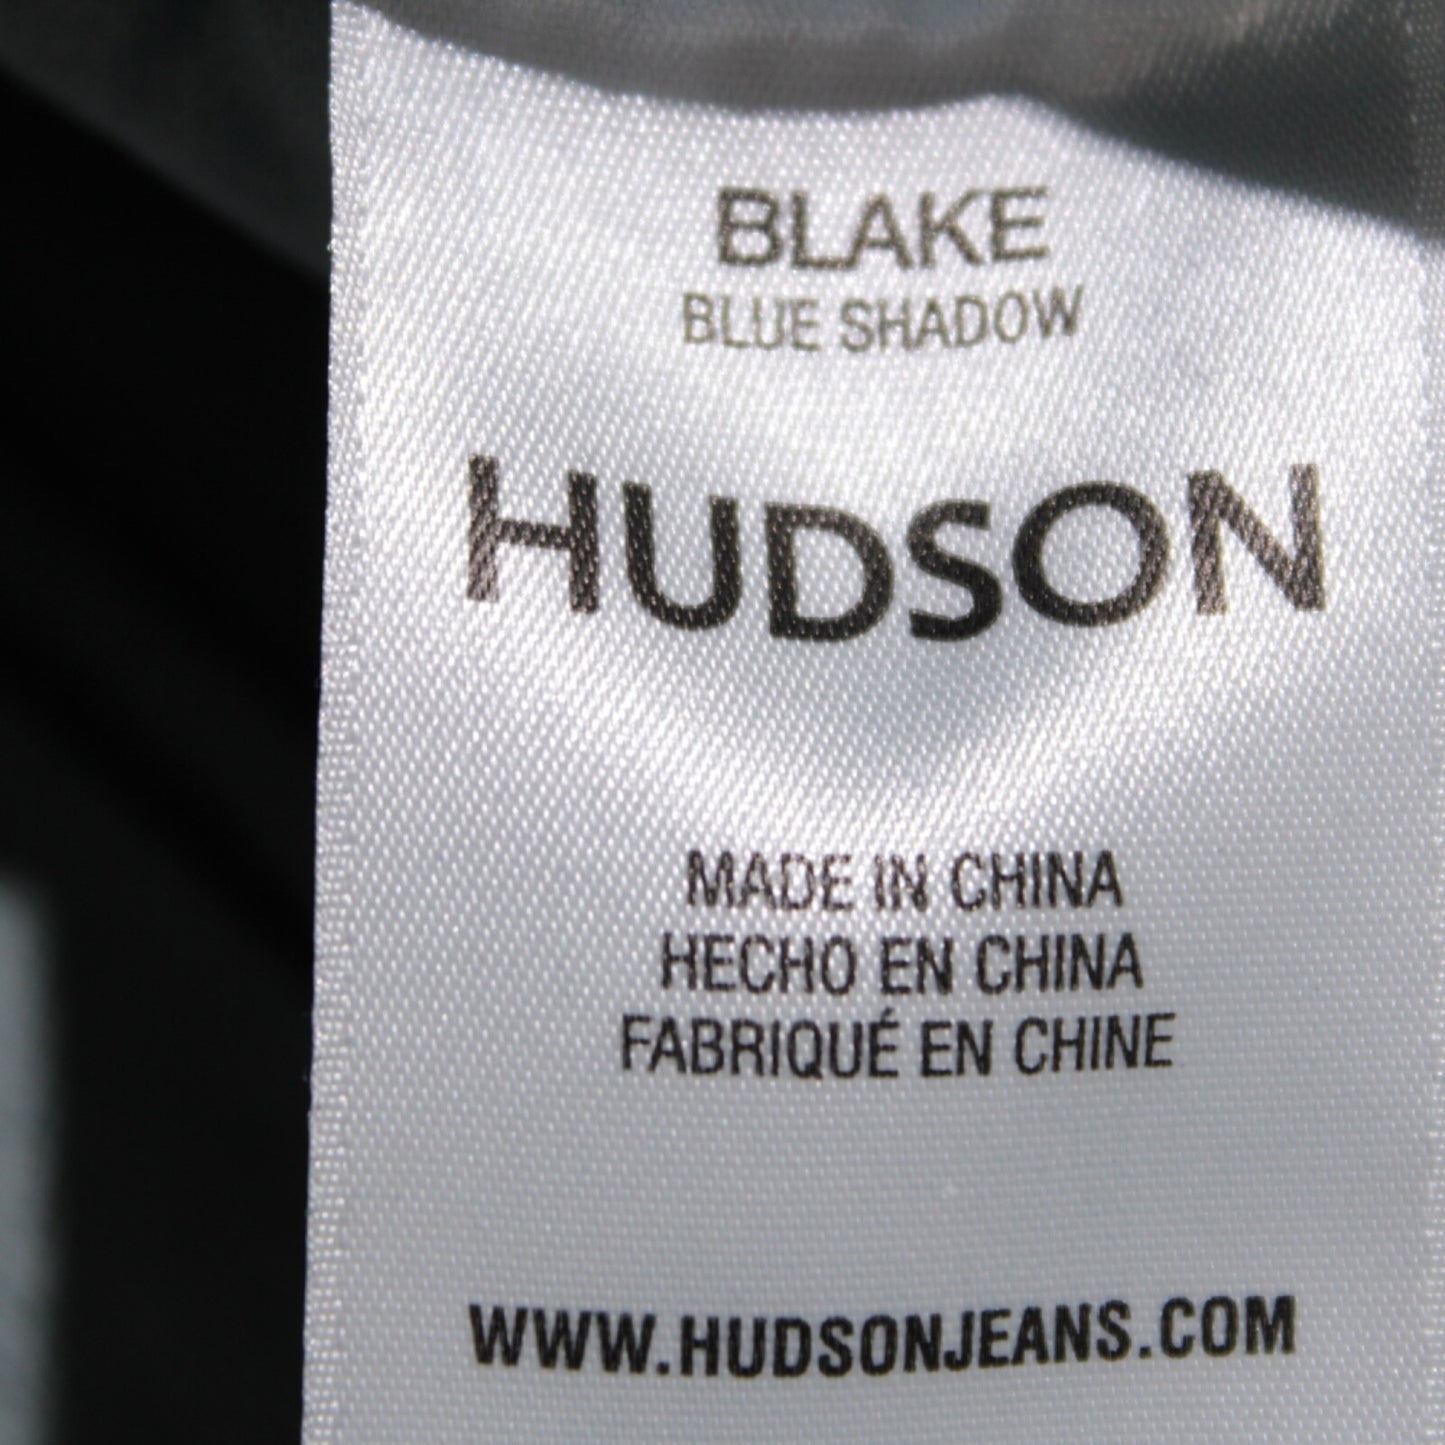 BLAKE
BLUE SHADOW
HUDSON
MADE IN CHINA
HECHO EN CHINA
FABRIQUÉ EN CHINE
WWW.HUDSONJEANS.COM